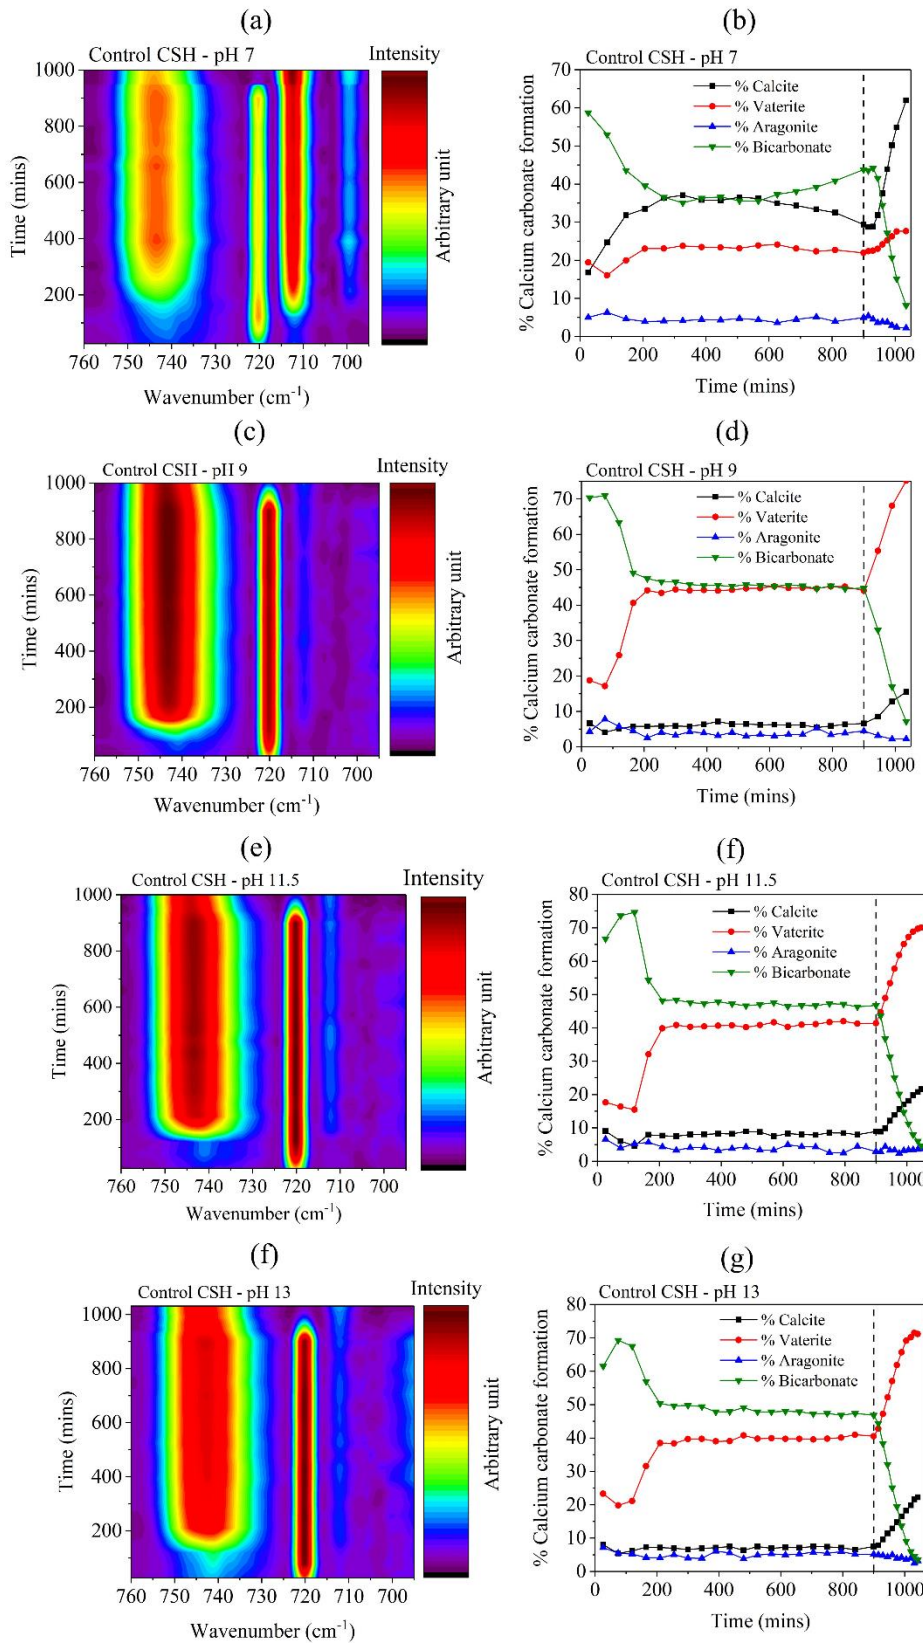 (a)
Control CSH - pH 7
Intensity
1000
800
600
400
200
Time (mins)
760 750 740 730 720 710 700
Wavenumber (cm-1)
Arbitrary unit
(b)
Control CSH - pH 7
70
60
50
40
30
20
10
0
% Calcium carbonate formation
% Calcite
% Vaterite
% Aragonite
% Bicarbonate
0 200 400 600 800 1000
Time (mins)
(c)
Control CSH - pH 9
Intensity
1000
800
600
400
200
Time (mins)
760 750 740 730 720 710 700
Wavenumber (cm-1)
Arbitrary unit
(d)
Control CSH - pH 9
70
60
50
40
30
20
10
0
% Calcium carbonate formation
% Calcite
% Vaterite
% Aragonite
% Bicarbonate
0 200 400 600 800 1000
Time (mins)
(e)
Control CSH - pH 11.5
Intensity
1000
800
600
400
200
Time (mins)
760 750 740 730 720 710 700
Wavenumber (cm-1)
Arbitrary unit
(f)
Control CSH - pH 11.5
80
70
60
50
40
30
20
10
0
% Calcium carbonate formation
% Calcite
% Vaterite
% Aragonite
% Bicarbonate
0 200 400 600 800 1000
Time (mins)
(f)
Control CSH - pH 13
Intensity
1000
800
600
400
200
Time (mins)
760 750 740 730 720 710 700
Wavenumber (cm-1)
Arbitrary unit
(g)
Control CSH - pH 13
80
70
60
50
40
30
20
10
0
% Calcium carbonate formation
% Calcite
% Vaterite
% Aragonite
% Bicarbonate
0 200 400 600 800 1000
Time (mins)